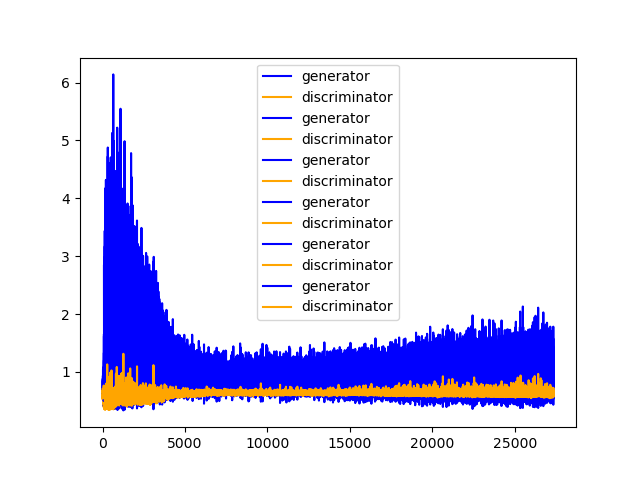 generator
discriminator
generator
discriminator
generator
discriminator
generator
discriminator
generator
discriminator
generator
discriminator
6
5
4
3
2
1
0 5000 10000 15000 20000 25000